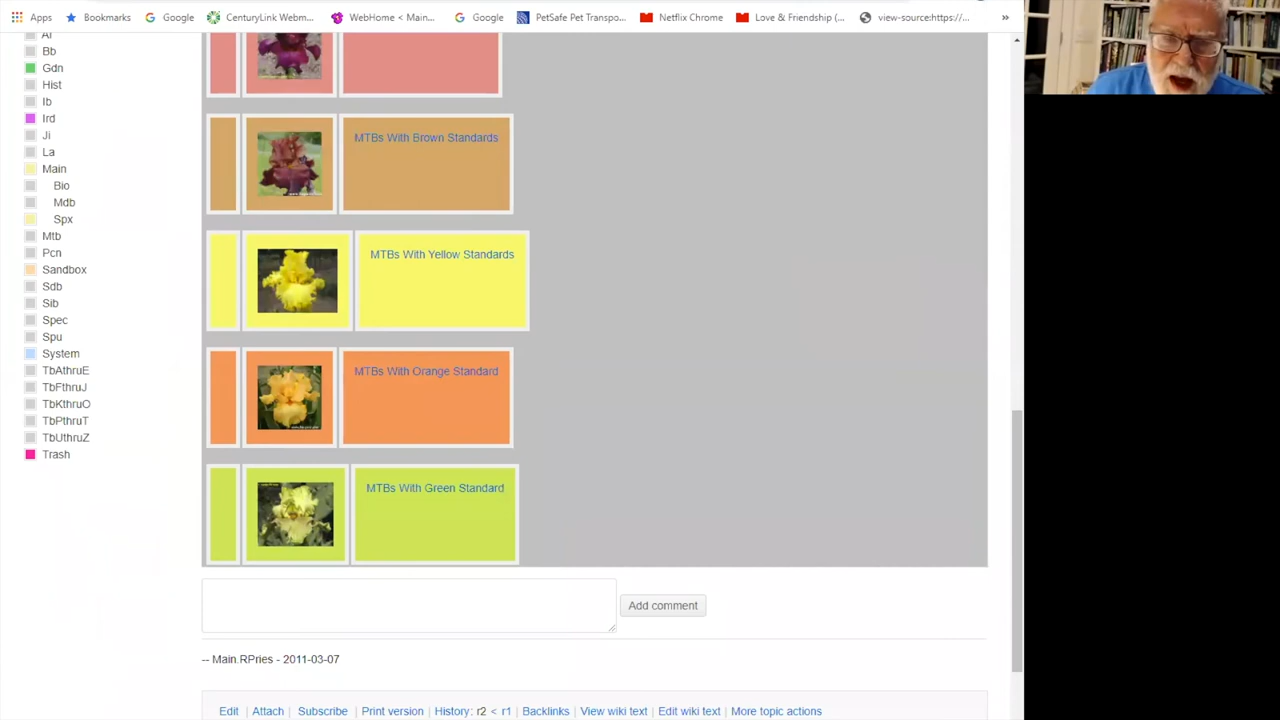 Apps Bookmarks Google CenturyLink Webm... WebHome < Main... Google PetSafe Pet Transpo... Netflix Chrome Love & Friendship (... view-source:https://... »
Bb
Gdn
Hist
Ib
Ird
Ji
La
Main
Bio
Mdb
Spx
Mtb
Pcn
Sandbox
Sdb
Sib
Spec
Spu
System
TbAthruE
TbFthruJ
TbKthruO
TbPthruT
TbUthruZ
Trash
MTBs With Brown Standards
MTBs With Yellow Standards
MTBs With Orange Standard
MTBs With Green Standard
Add comment
-- Main.RPries - 2011-03-07
Edit | Attach | Subscribe | Print version | History: r2 < r1 | Backlinks | View wiki text | Edit wiki text | More topic actions